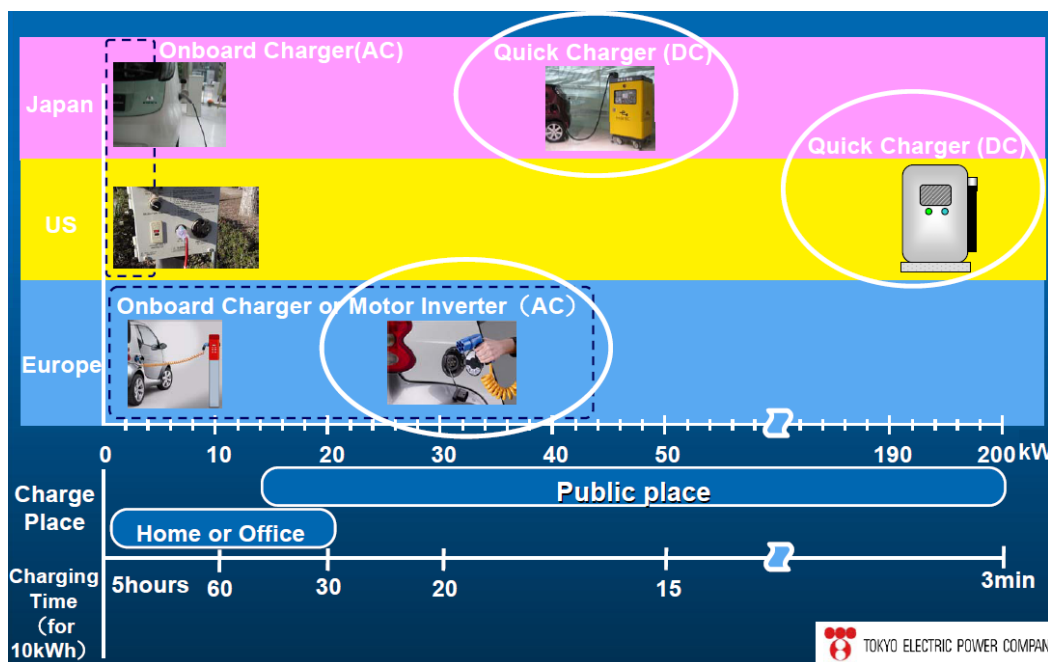 Onboard Charger(AC)
Quick Charger (DC)
Japan
Quick Charger (DC)
US
Onboard Charger or Motor Inverter（AC）
Europe
0 10 20 30 40 50 190 200 kW
Charge
Place
Public place
Home or Office
Charging
Time
（for
10kWh）
5hours 60 30 20 15 3min
TOKYO ELECTRIC POWER COMPAN